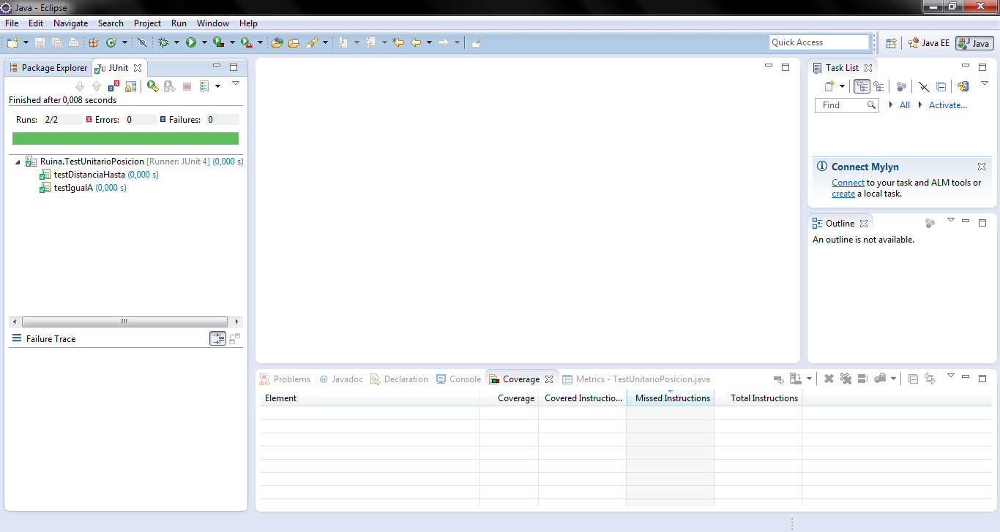 Java - Eclipse
File Edit Navigate Search Project Run Window Help
Quick Access
Java EE
Java
Package Explorer
JUnit
Finished after 0,008 seconds
Runs: 2/2 Errors: 0 Failures: 0
Ruina.TestUnitarioPosicion [Runner: JUnit 4] (0,000 s)
testDistanciaHasta (0,000 s)
testIgualA (0,000 s)
Failure Trace
Task List
Find All Activate...
Connect Mylyn
Connect to your task and ALM tools or
create a local task.
Outline
An outline is not available.
Problems @ Javadoc Declaration Console Coverage Metrics - TestUnitarioPosicion.java
Element Coverage Covered Instructio... Missed Instructions Total Instructions